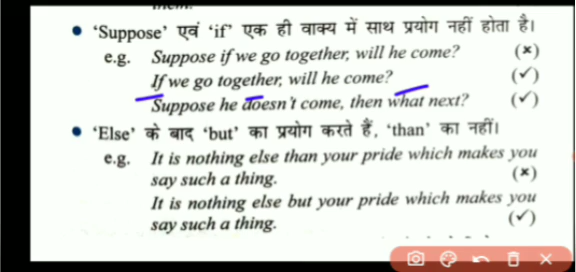 • ‘Suppose’ एवं ‘if’ एक ही वाक्य में साथ प्रयोग नहीं होता है।
e.g. Suppose if we go together, will he come? (×)
If we go together, will he come? (✓)
Suppose he doesn't come, then what next? (✓)
• ‘Else’ के बाद ‘but’ का प्रयोग करते हैं, ‘than’ का नहीं।
e.g. It is nothing else than your pride which makes you
say such a thing. (×)
It is nothing else but your pride which makes you
say such a thing. (✓)